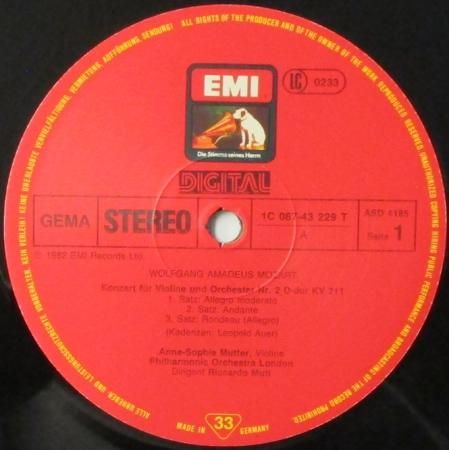 ALL RIGHTS OF THE PRODUCER AND OF THE OWNER OF THE WORK REPRODUCED RESERVED. UNAUTHORIZED COPYING HIRING PUBLIC PERFORMANCE AND BROADCASTING OF THE RECORD PROHIBITED.
KEIN VERLEIH! KEINE UNERLAUBTE VERVIELFÄLTIGUNG, VERMIETUNG, AUFFÜHRUNG, SENDUNG!
ALLE URHEBER- UND LEISTUNGSSCHUTZRECHTE VORBEHALTEN.
EMI
LC 0233
Die Stimme seines Herrn
DIGITAL
GEMA
STEREO
1C 067-43 229 T
A
ASD 4185
Seite 1
℗ 1982 EMI Records Ltd.
WOLFGANG AMADEUS MOZART
Konzert für Violine und Orchester Nr. 2 D-dur KV 211
1. Satz: Allegro moderato
2. Satz: Andante
3. Satz: Rondeau (Allegro)
(Kadenzen: Leopold Auer)
Anne-Sophie Mutter, Violine
Philharmonia Orchestra London
Dirigent Riccardo Muti
MADE IN 33 GERMANY